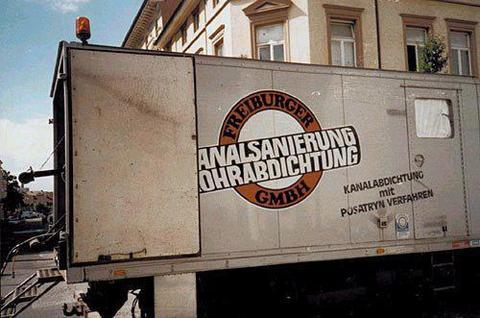 FREIBURGER
ANALSANIERUNG
OHRABDICHTUNG
GMBH
KANALABDICHTUNG
mit
POSATRYN VERFAHREN